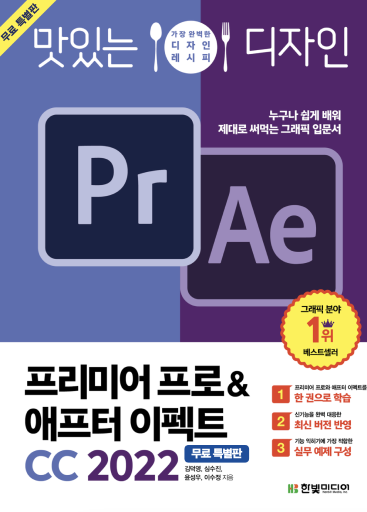 무료 특별판
맛있는 디자인
가장 완벽한
디자인
레시피
누구나 쉽게 배워
제대로 써먹는 그래픽 입문서
Pr
Ae
그래픽 분야
1위
베스트셀러
프리미어 프로 &
애프터 이펙트
CC 2022
무료 특별판
김덕영, 심수진,
윤성우, 이수정 지음
1 프리미어 프로와 애프터 이펙트를
한 권으로 학습
2 신기능을 완벽 대응한
최신 버전 반영
3 기능 익히기에 가장 적합한
실무 예제 구성
HB 한빛미디어
Hanbit Media, Inc.